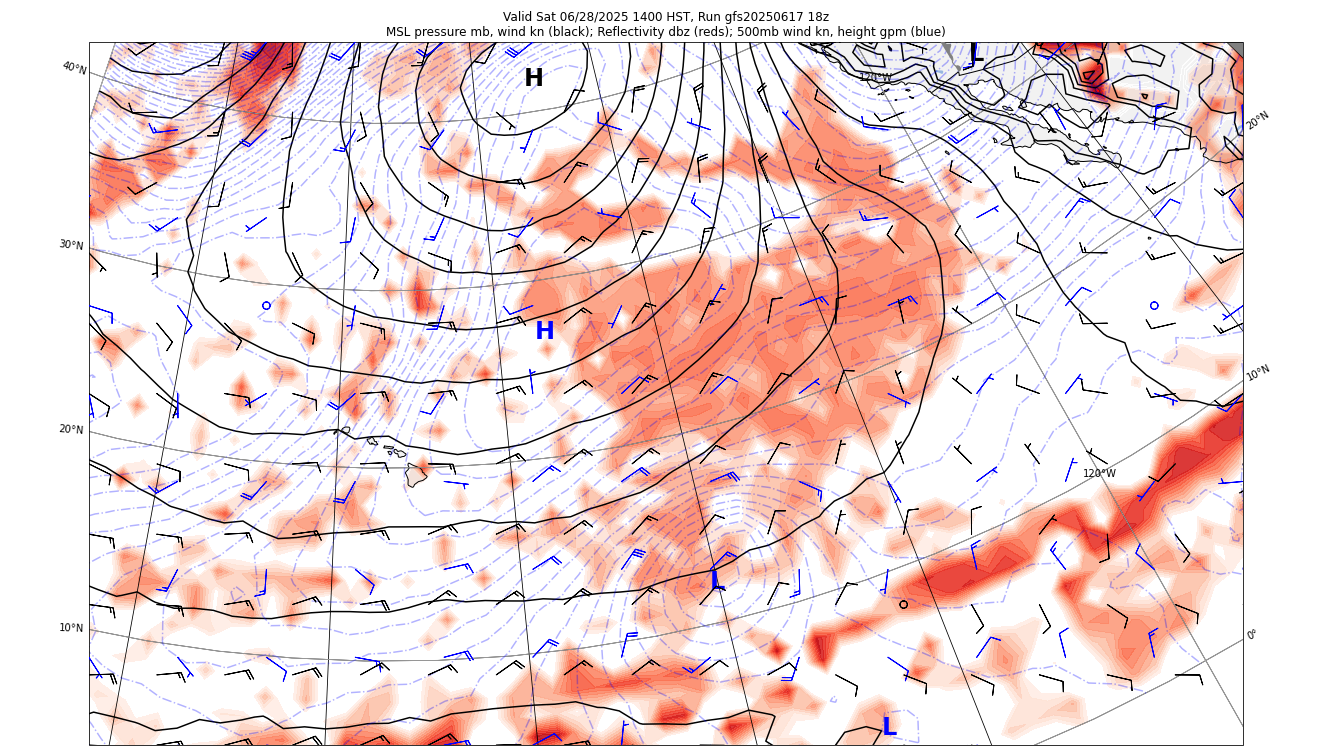 Valid Sat 06/28/2025 1400 HST, Run gfs20250617 18z
MSL pressure mb, wind kn (black); Reflectivity dbz (reds); 500mb wind kn, height gpm (blue)
L
40°N
H
120°W
20°N
30°N
H
10°N
20°N
120°W
L
10°N
0°
L